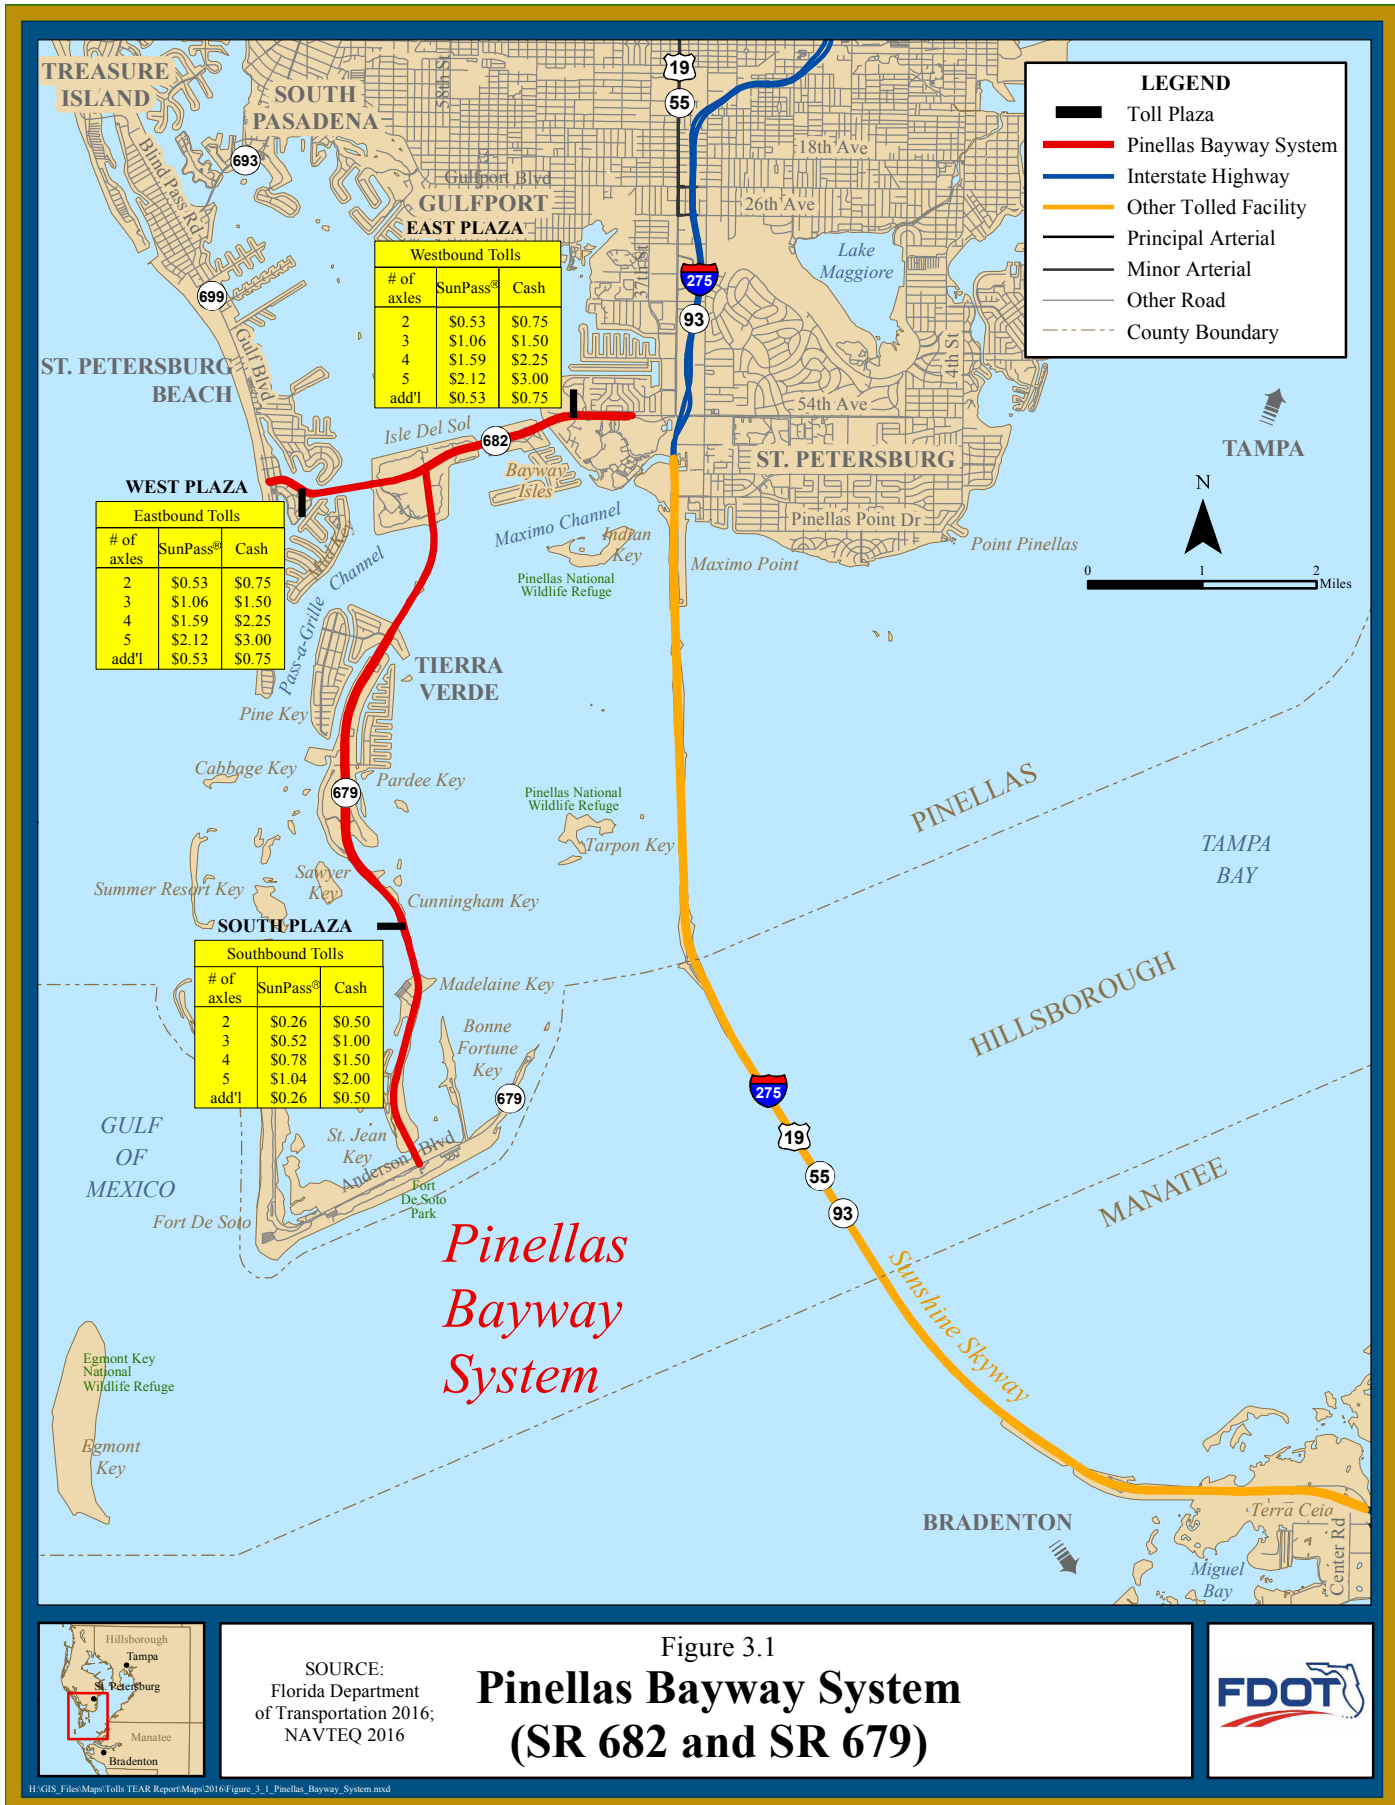 TREASURE
ISLAND
SOUTH
PASADENA
58th St
19
55
693
Blind Pass Rd
18th Ave
Gulfport Blvd
GULFPORT
26th Ave
LEGEND
Toll Plaza
Pinellas Bayway System
Interstate Highway
Other Tolled Facility
Principal Arterial
Minor Arterial
Other Road
County Boundary
EAST PLAZA
Westbound Tolls
# of axles SunPass® Cash
2 $0.53 $0.75
3 $1.06 $1.50
4 $1.59 $2.25
5 $2.12 $3.00
add'l $0.53 $0.75
37th St
Lake
Maggiore
275
93
699
Gulf Blvd
4th St
ST. PETERSBURG
BEACH
54th Ave
Isle Del Sol
682
Bayway
Isles
ST. PETERSBURG
TAMPA
N
WEST PLAZA
Eastbound Tolls
# of axles SunPass® Cash
2 $0.53 $0.75
3 $1.06 $1.50
4 $1.59 $2.25
5 $2.12 $3.00
add'l $0.53 $0.75
Maximo Channel
Indian
Key
Pinellas Point Dr
Point Pinellas
Maximo Point
Pinellas National
Wildlife Refuge
0 1 2
Miles
Pass-a-Grille Channel
TIERRA
VERDE
Pine Key
Cabbage Key
Pardee Key
679
Pinellas National
Wildlife Refuge
Tarpon Key
PINELLAS
TAMPA
BAY
Summer Resort Key
Sawyer
Key
Cunningham Key
SOUTH PLAZA
Southbound Tolls
# of axles SunPass® Cash
2 $0.26 $0.50
3 $0.52 $1.00
4 $0.78 $1.50
5 $1.04 $2.00
add'l $0.26 $0.50
Madelaine Key
Bonne
Fortune
Key
679
HILLSBOROUGH
275
19
55
93
MANATEE
GULF
OF
MEXICO
St. Jean
Key
Anderson Blvd
Fort
De Soto
Park
Fort De Soto
Pinellas
Bayway
System
Sunshine Skyway
Egmont Key
National
Wildlife Refuge
Egmont
Key
BRADENTON
Terra Ceia
Center Rd
Miguel
Bay
Hillsborough
Tampa
St. Petersburg
Manatee
Bradenton
SOURCE:
Florida Department
of Transportation 2016;
NAVTEQ 2016
Figure 3.1
Pinellas Bayway System
(SR 682 and SR 679)
FDOT
H:\GIS_Files\Maps\Tolls TEAR Report\Maps\2016\Figure_3_1_Pinellas_Bayway_System.mxd